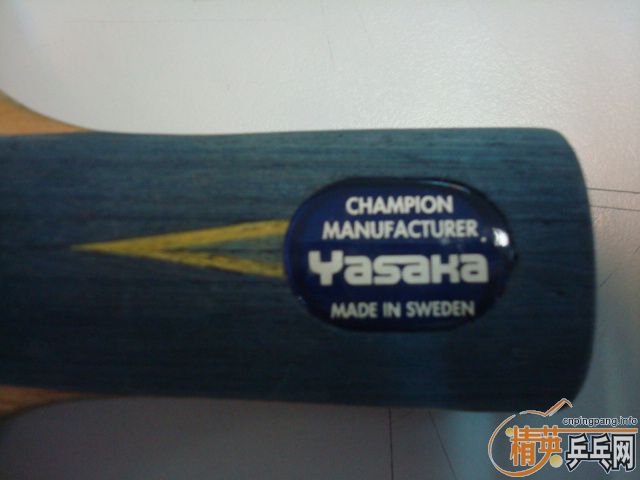 CHAMPION
MANUFACTURER
Yasaka
MADE IN SWEDEN
cnpingpang.info
精英乒乓网